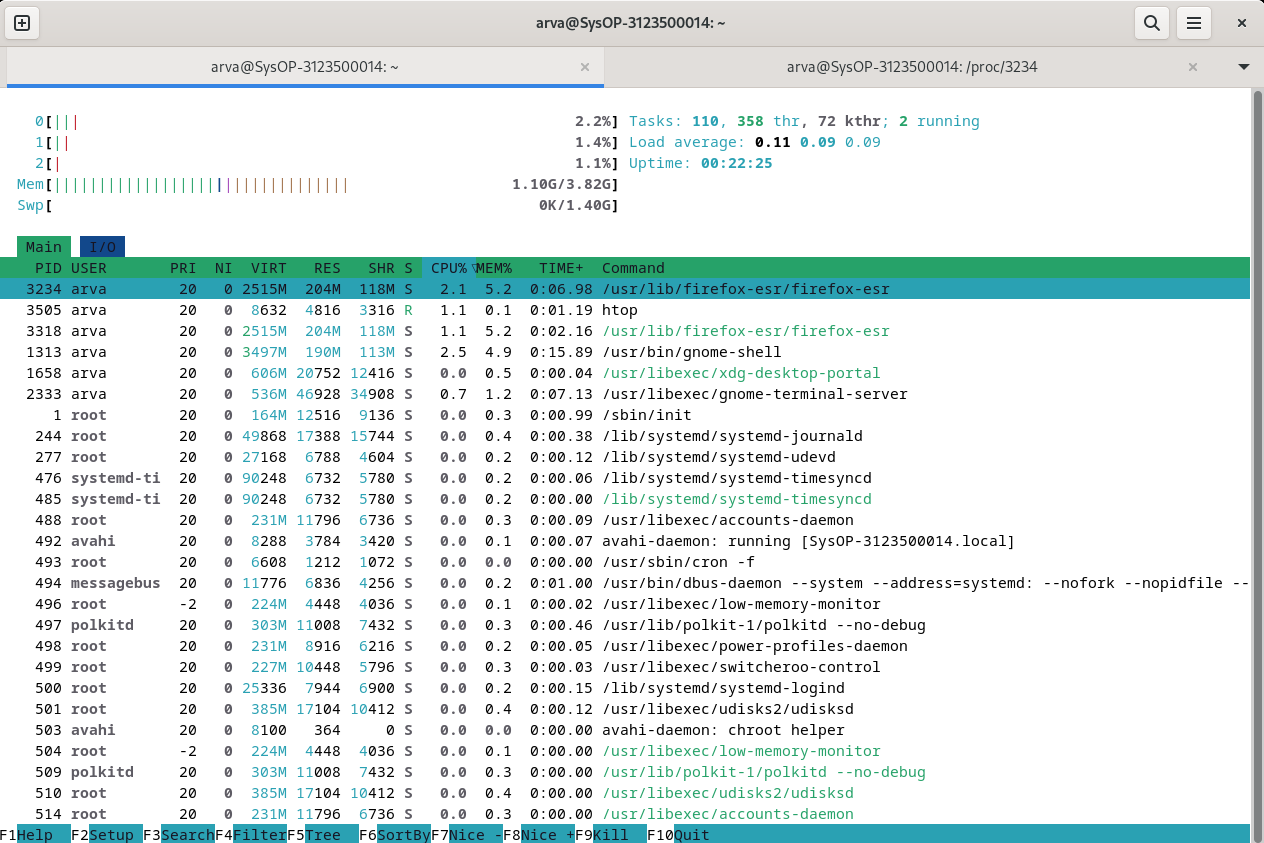 arva@SysOP-3123500014: ~
arva@SysOP-3123500014: ~ × arva@SysOP-3123500014: /proc/3234 ×
0[||| 2.2%] Tasks: 110, 358 thr, 72 kthr; 2 running
1[|| 1.4%] Load average: 0.11 0.09 0.09
2[| 1.1%] Uptime: 00:22:25
Mem[||||||||||||||||||||||||||||||||| 1.10G/3.82G]
Swp[ 0K/1.40G]
Main I/O
PID USER PRI NI VIRT RES SHR S CPU%▽MEM% TIME+ Command
3234 arva 20 0 2515M 204M 118M S 2.1 5.2 0:06.98 /usr/lib/firefox-esr/firefox-esr
3505 arva 20 0 8632 4816 3316 R 1.1 0.1 0:01.19 htop
3318 arva 20 0 2515M 204M 118M S 1.1 5.2 0:02.16 /usr/lib/firefox-esr/firefox-esr
1313 arva 20 0 3497M 190M 113M S 2.5 4.9 0:15.89 /usr/bin/gnome-shell
1658 arva 20 0 606M 20752 12416 S 0.0 0.5 0:00.04 /usr/libexec/xdg-desktop-portal
2333 arva 20 0 536M 46928 34908 S 0.7 1.2 0:07.13 /usr/libexec/gnome-terminal-server
1 root 20 0 164M 12516 9136 S 0.0 0.3 0:00.99 /sbin/init
244 root 20 0 49868 17388 15744 S 0.0 0.4 0:00.38 /lib/systemd/systemd-journald
277 root 20 0 27168 6788 4604 S 0.0 0.2 0:00.12 /lib/systemd/systemd-udevd
476 systemd-ti 20 0 90248 6732 5780 S 0.0 0.2 0:00.06 /lib/systemd/systemd-timesyncd
485 systemd-ti 20 0 90248 6732 5780 S 0.0 0.2 0:00.00 /lib/systemd/systemd-timesyncd
488 root 20 0 231M 11796 6736 S 0.0 0.3 0:00.09 /usr/libexec/accounts-daemon
492 avahi 20 0 8288 3784 3420 S 0.0 0.1 0:00.07 avahi-daemon: running [SysOP-3123500014.local]
493 root 20 0 6608 1212 1072 S 0.0 0.0 0:00.00 /usr/sbin/cron -f
494 messagebus 20 0 11776 6836 4256 S 0.0 0.2 0:01.00 /usr/bin/dbus-daemon --system --address=systemd: --nofork --nopidfile --
496 root -2 0 224M 4448 4036 S 0.0 0.1 0:00.02 /usr/libexec/low-memory-monitor
497 polkitd 20 0 303M 11008 7432 S 0.0 0.3 0:00.46 /usr/lib/polkit-1/polkitd --no-debug
498 root 20 0 231M 8916 6216 S 0.0 0.2 0:00.05 /usr/libexec/power-profiles-daemon
499 root 20 0 227M 10448 5796 S 0.0 0.3 0:00.03 /usr/libexec/switcheroo-control
500 root 20 0 25336 7944 6900 S 0.0 0.2 0:00.15 /lib/systemd/systemd-logind
501 root 20 0 385M 17104 10412 S 0.0 0.4 0:00.12 /usr/libexec/udisks2/udisksd
503 avahi 20 0 8100 364 0 S 0.0 0.0 0:00.00 avahi-daemon: chroot helper
504 root -2 0 224M 4448 4036 S 0.0 0.1 0:00.00 /usr/libexec/low-memory-monitor
509 polkitd 20 0 303M 11008 7432 S 0.0 0.3 0:00.00 /usr/lib/polkit-1/polkitd --no-debug
510 root 20 0 385M 17104 10412 S 0.0 0.4 0:00.00 /usr/libexec/udisks2/udisksd
514 root 20 0 231M 11796 6736 S 0.0 0.3 0:00.00 /usr/libexec/accounts-daemon
F1Help F2Setup F3SearchF4FilterF5Tree F6SortByF7Nice -F8Nice +F9Kill F10Quit